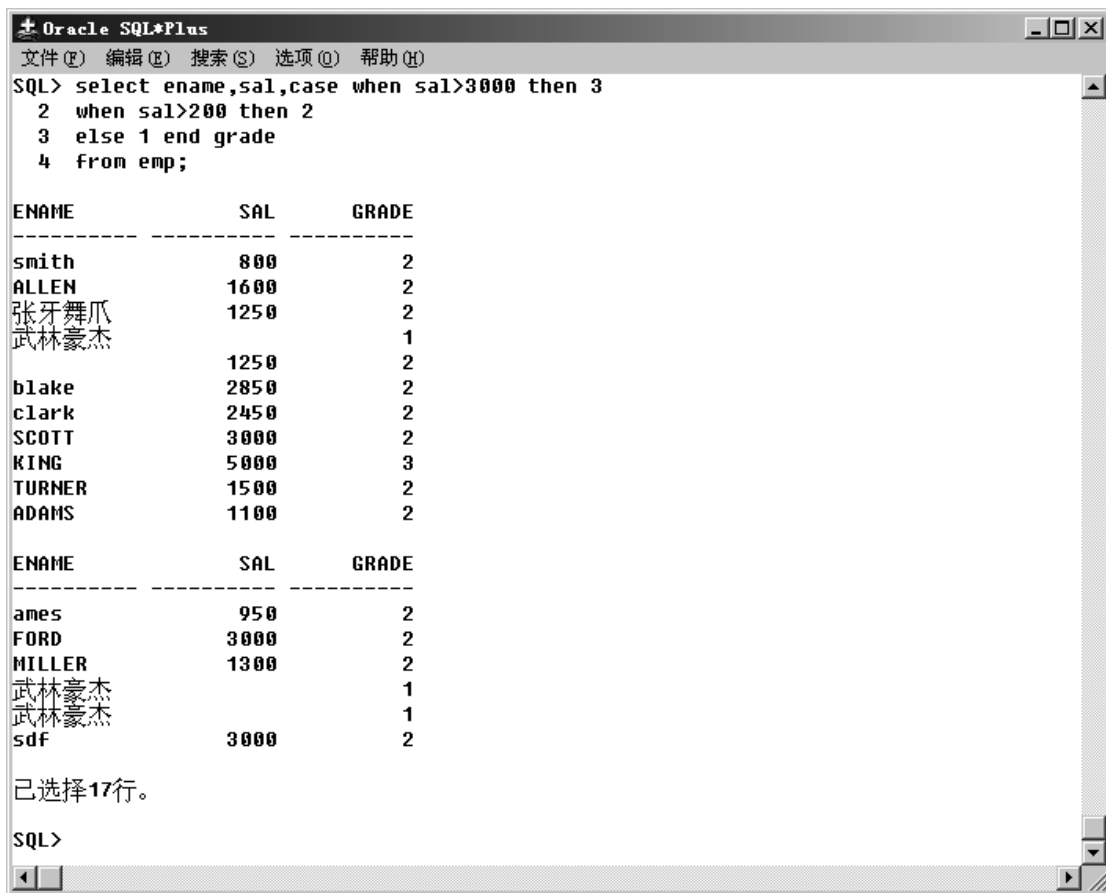 Oracle SQL*Plus
文件(F) 编辑(E) 搜索(S) 选项(O) 帮助(H)
SQL> select ename,sal,case when sal>3000 then 3
2 when sal>200 then 2
3 else 1 end grade
4 from emp;
ENAME SAL GRADE
---------- ---------- ----------
smith 800 2
ALLEN 1600 2
张牙舞爪 1250 2
武林豪杰 1
1250 2
blake 2850 2
clark 2450 2
SCOTT 3000 2
KING 5000 3
TURNER 1500 2
ADAMS 1100 2
ENAME SAL GRADE
---------- ---------- ----------
ames 950 2
FORD 3000 2
MILLER 1300 2
武林豪杰 1
武林豪杰 1
sdf 3000 2
已选择17行。
SQL>